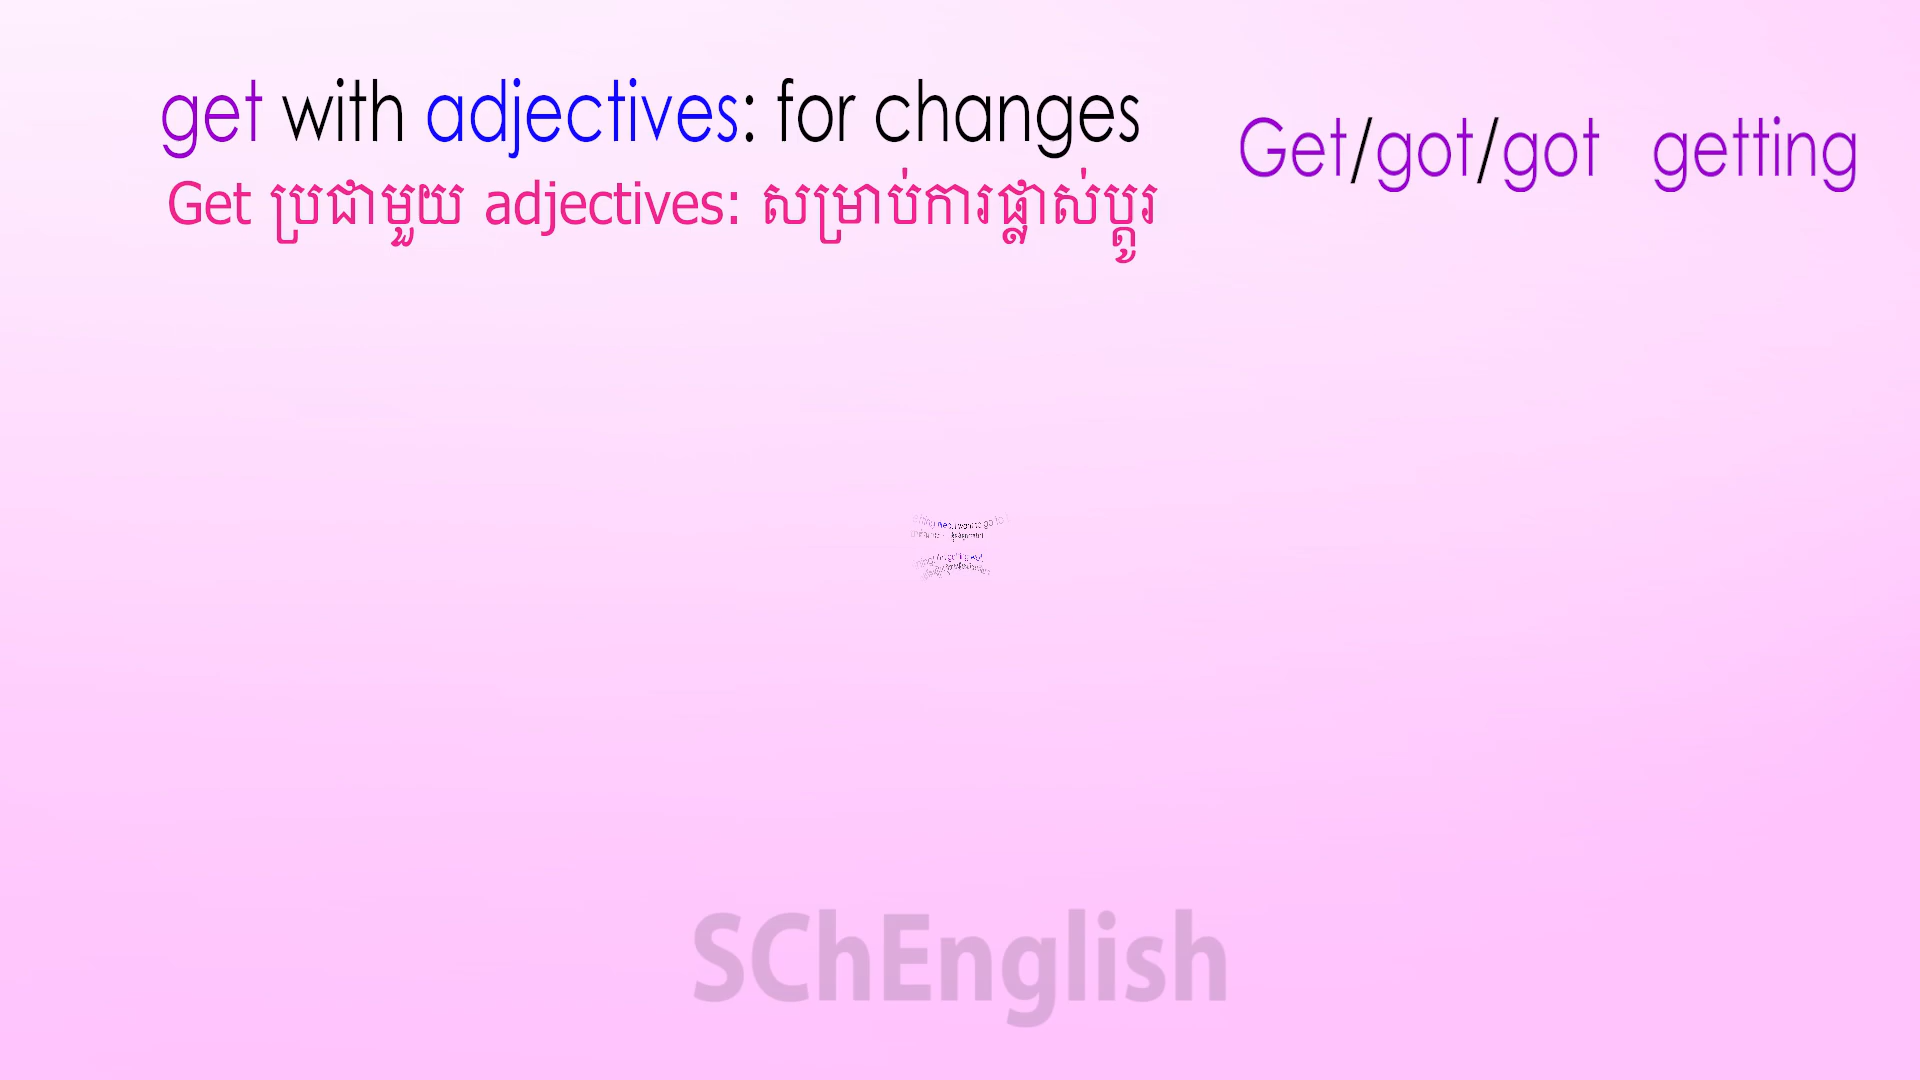 get with adjectives: for changes
Get/got/got getting
Get ប្រជាមួយ adjectives: សម្រាប់ការផ្លាស់ប្ដូរ
SChEnglish